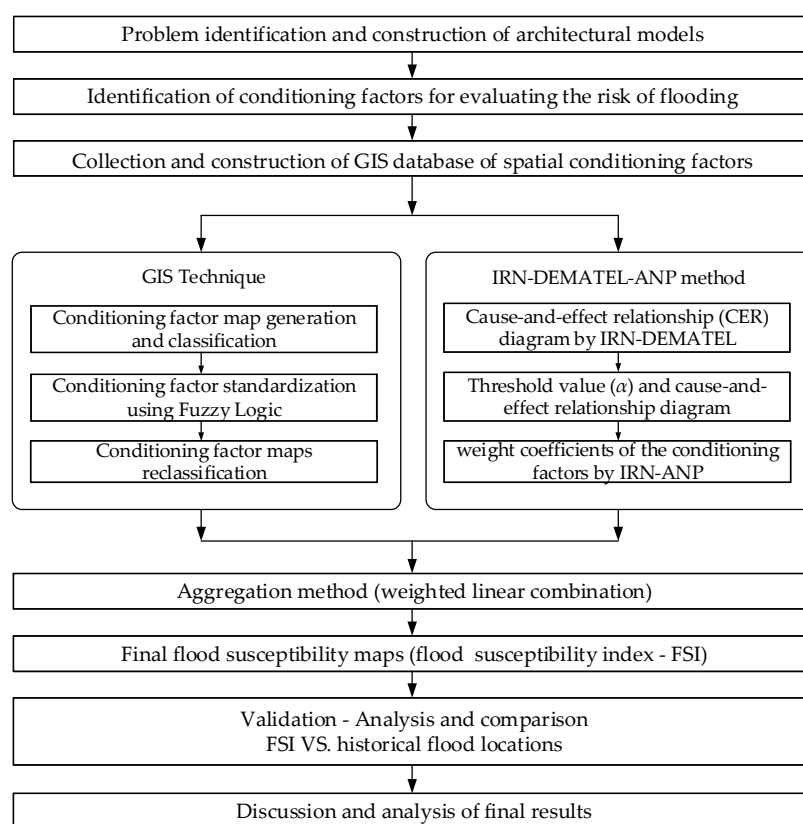 Problem identification and construction of architectural models
Identification of conditioning factors for evaluating the risk of flooding
Collection and construction of GIS database of spatial conditioning factors
GIS Technique
Conditioning factor map generation
and classification
Conditioning factor standardization
using Fuzzy Logic
Conditioning factor maps
reclassification
IRN-DEMATEL-ANP method
Cause-and-effect relationship (CER)
diagram by IRN-DEMATEL
Threshold value (α) and cause-and-
effect relationship diagram
weight coefficients of the conditioning
factors by IRN-ANP
Aggregation method (weighted linear combination)
Final flood susceptibility maps (flood susceptibility index - FSI)
Validation - Analysis and comparison
FSI VS. historical flood locations
Discussion and analysis of final results